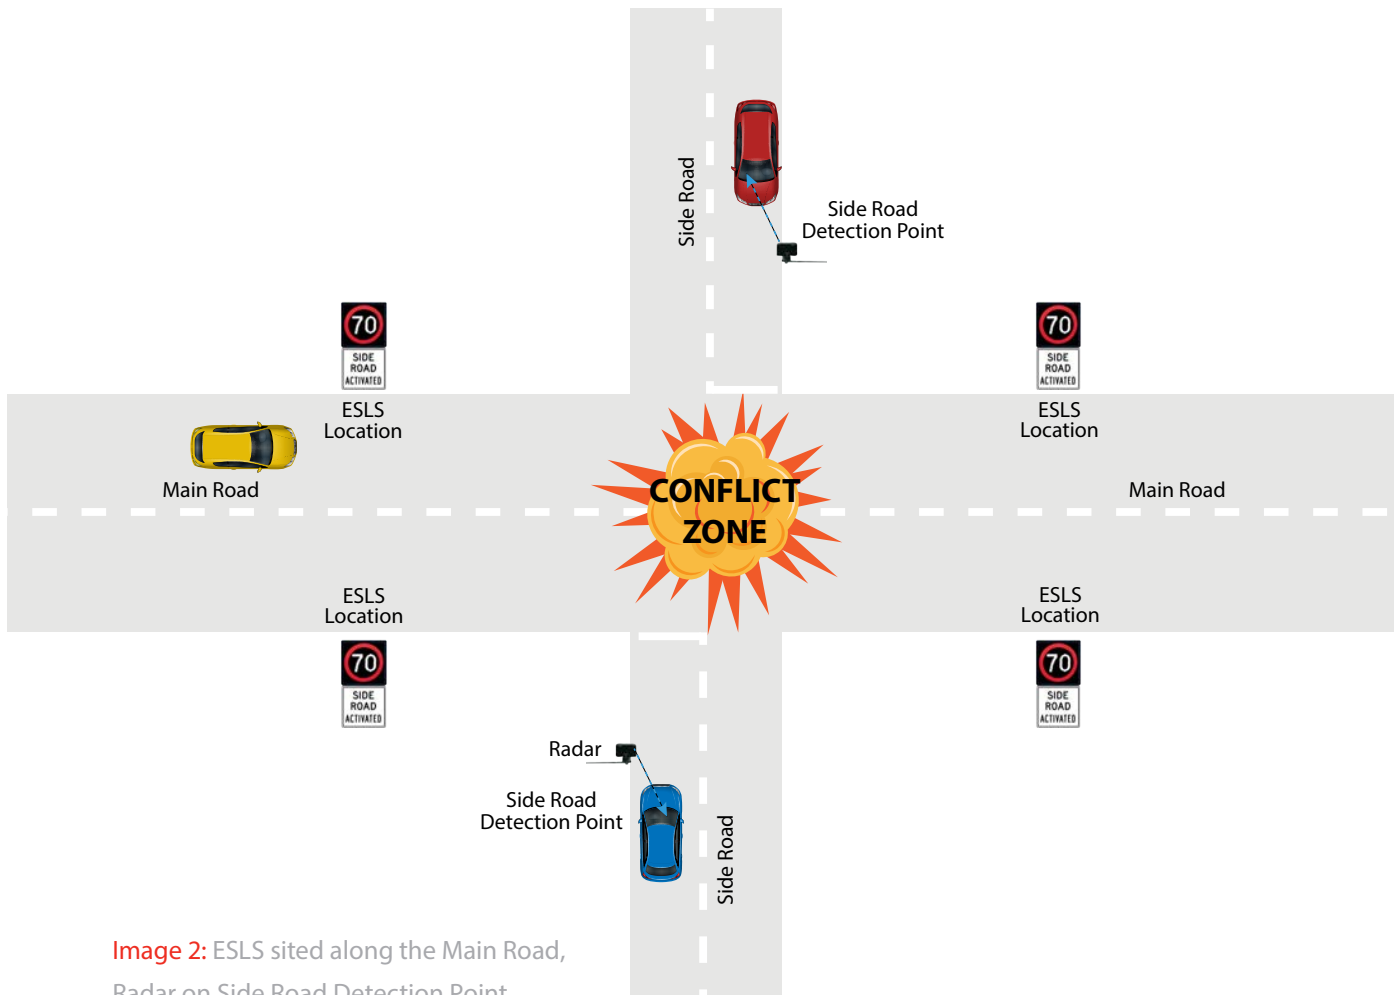 Side Road
Side Road
Detection Point
70
SIDE
ROAD
ACTIVATED
70
SIDE
ROAD
ACTIVATED
ESLS
Location
ESLS
Location
Main Road
CONFLICT
ZONE
Main Road
ESLS
Location
ESLS
Location
70
SIDE
ROAD
ACTIVATED
70
SIDE
ROAD
ACTIVATED
Radar
Side Road
Detection Point
Side Road
Image 2: ESLS sited along the Main Road,
Radar on Side Road Detection Point